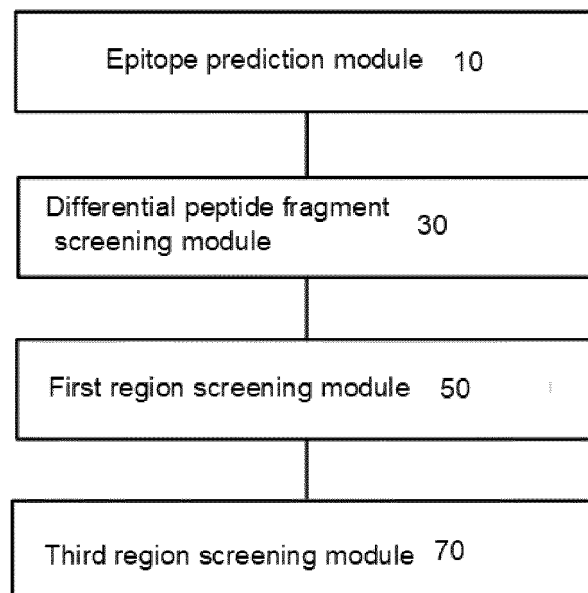 Epitope prediction module 10
Differential peptide fragment
screening module 30
First region screening module 50
Third region screening module 70